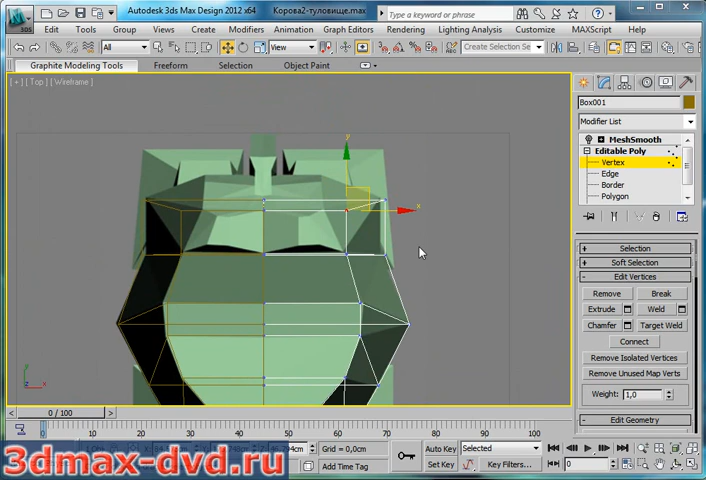 Autodesk 3ds Max Design 2012 x64 Корова2-туловище.max
Type a keyword or phrase
3DS
Edit Tools Group Views Create Modifiers Animation Graph Editors Rendering Lighting Analysis Customize MAXScript Help
All View Create Selection Se
Graphite Modeling Tools Freeform Selection Object Paint
[ + ] [ Top ] [ Wireframe ]
y
x
Box001
Modifier List
MeshSmooth
Editable Poly
Vertex
Edge
Border
Polygon
+ Selection
+ Soft Selection
- Edit Vertices
Remove Break
Extrude Weld
Chamfer Target Weld
Connect
Remove Isolated Vertices
Remove Unused Map Verts
Weight: 1,0
- Edit Geometry
0 / 100
0 10 20 30 40 50 60 70 80 90 100
Grid = 0,0cm
Auto Key Selected
Add Time Tag
Set Key Key Filters...
0
3dmax-dvd.ru